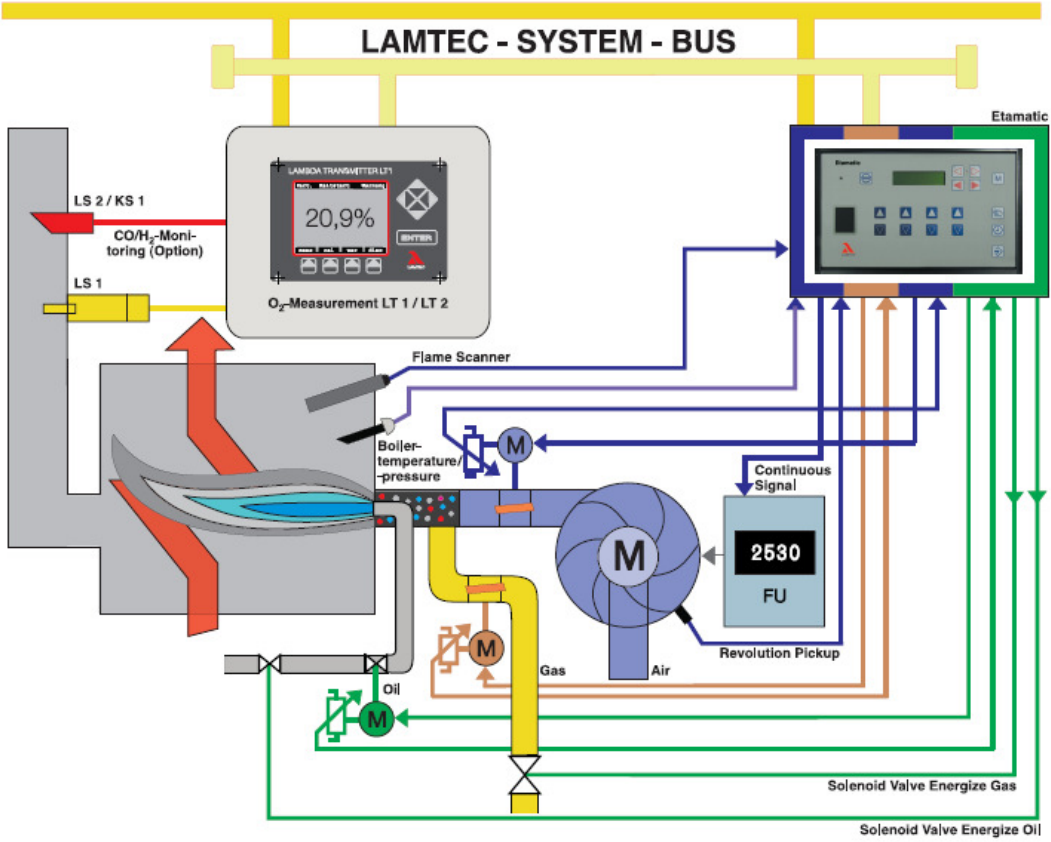 LAMTEC - SYSTEM - BUS
Etamatic
Etamatic
LAMBDA TRANSMITTER LT1
20,9%
ENTER
LAMTEC
LS 2 / KS 1
CO/H₂-Moni-
toring (Option)
LS 1
O₂-Measurement LT 1 / LT 2
Flame Scanner
Boiler-
temperature/
-pressure
M
Continuous
Signal
2530
FU
M
Revolution Pickup
M
Gas
Air
Oil
M
Solenoid Valve Energize Gas
Solenoid Valve Energize Oil